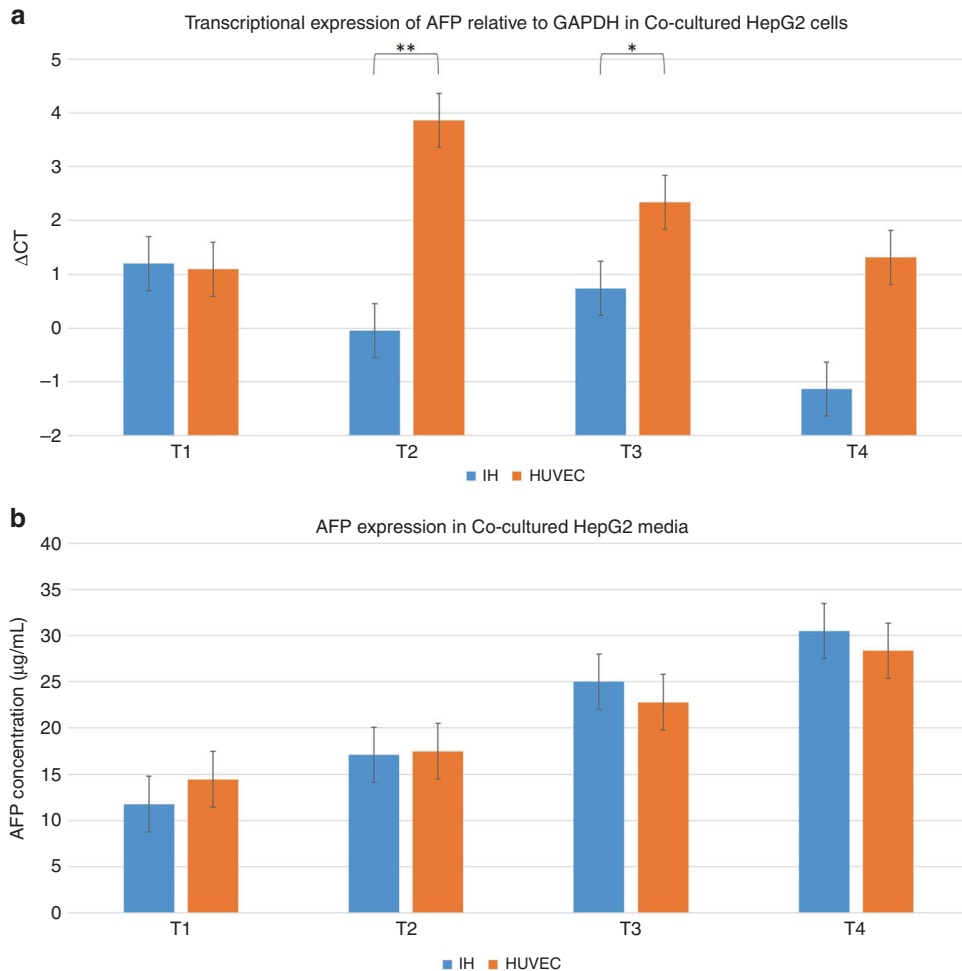 a
Transcriptional expression of AFP relative to GAPDH in Co-cultured HepG2 cells
** *
5
4
3
2
1
0
–1
–2
ΔCT
T1 T2 T3 T4
IH HUVEC
b
AFP expression in Co-cultured HepG2 media
40
35
30
25
20
15
10
5
0
AFP concentration (µg/mL)
T1 T2 T3 T4
IH HUVEC